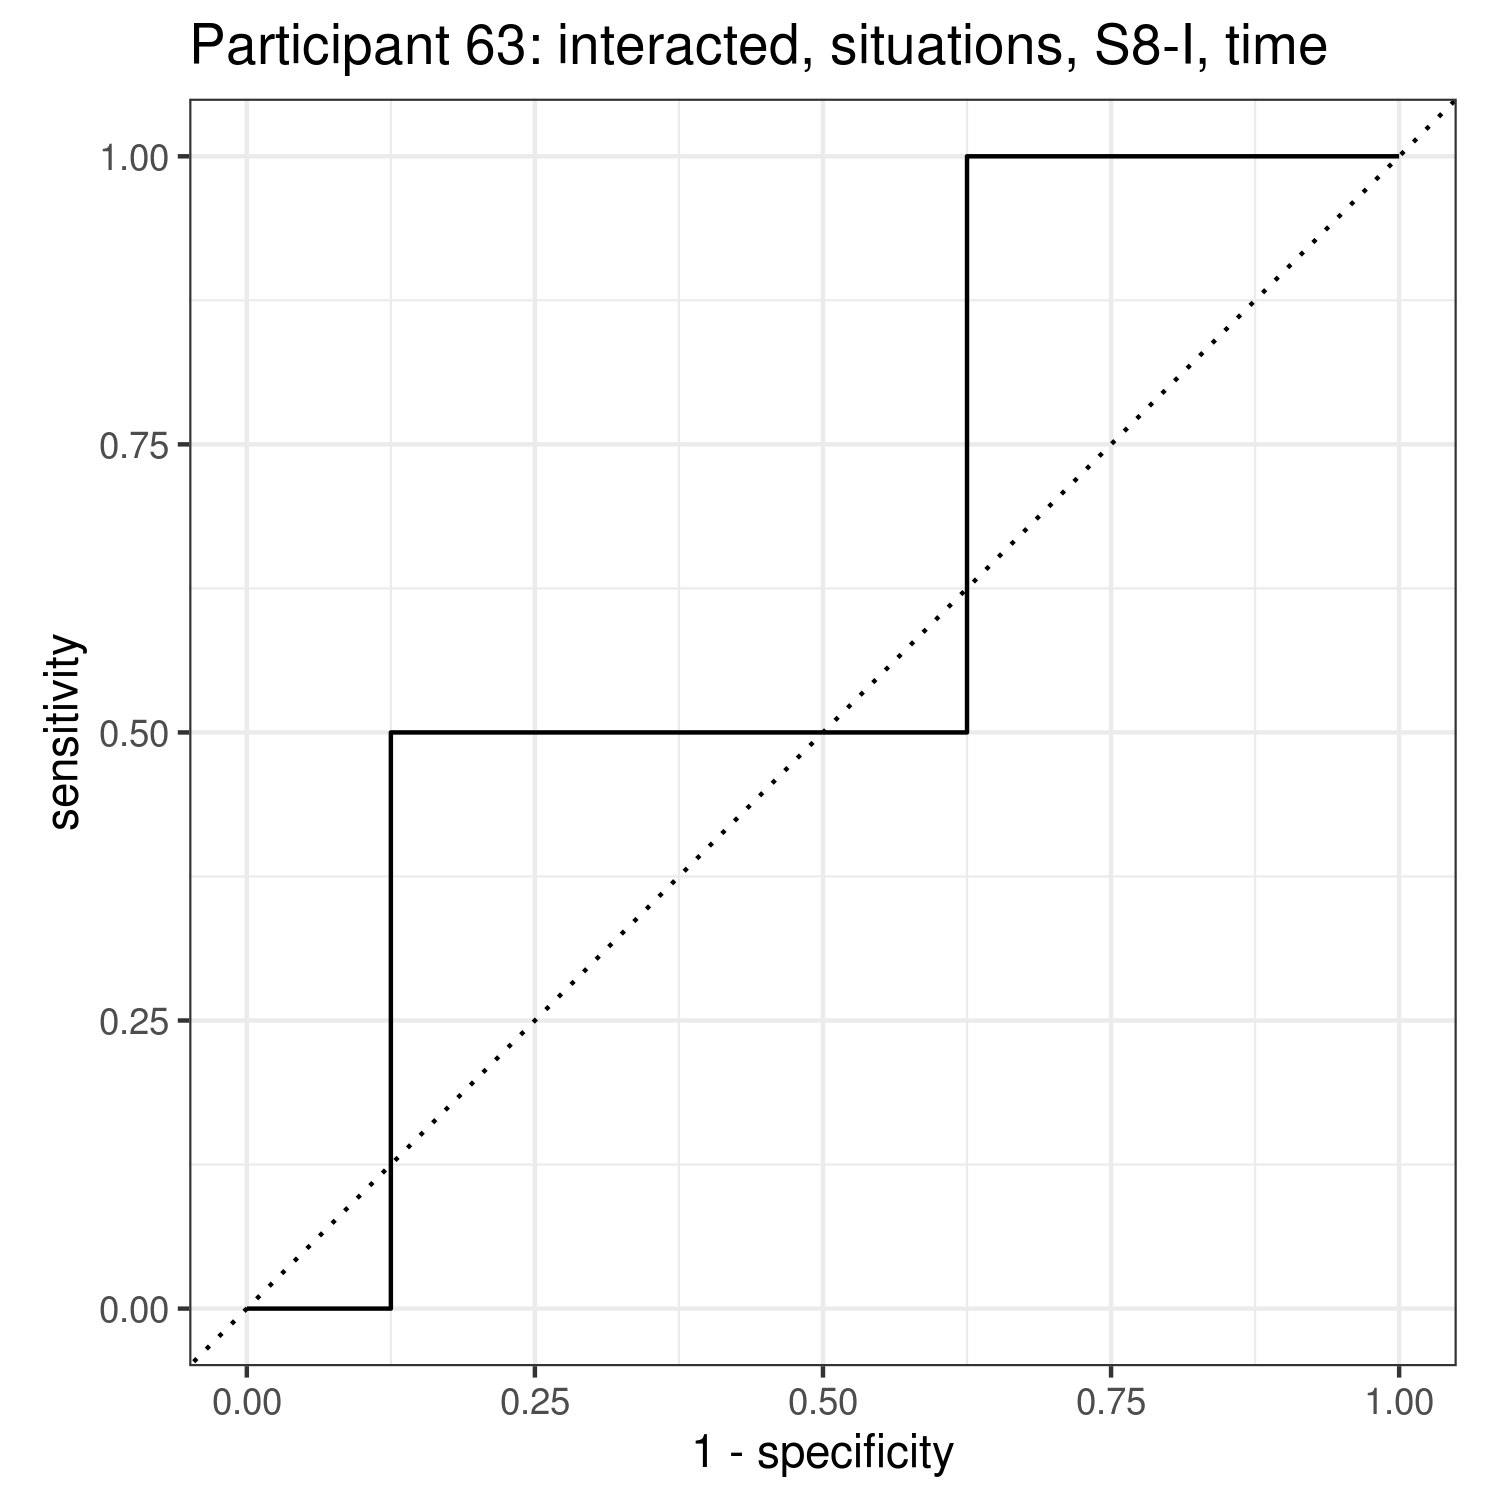 Participant 63: interacted, situations, S8-I, time
1.00
0.75
0.50
0.25
0.00
sensitivity
0.00 0.25 0.50 0.75 1.00
1 - specificity